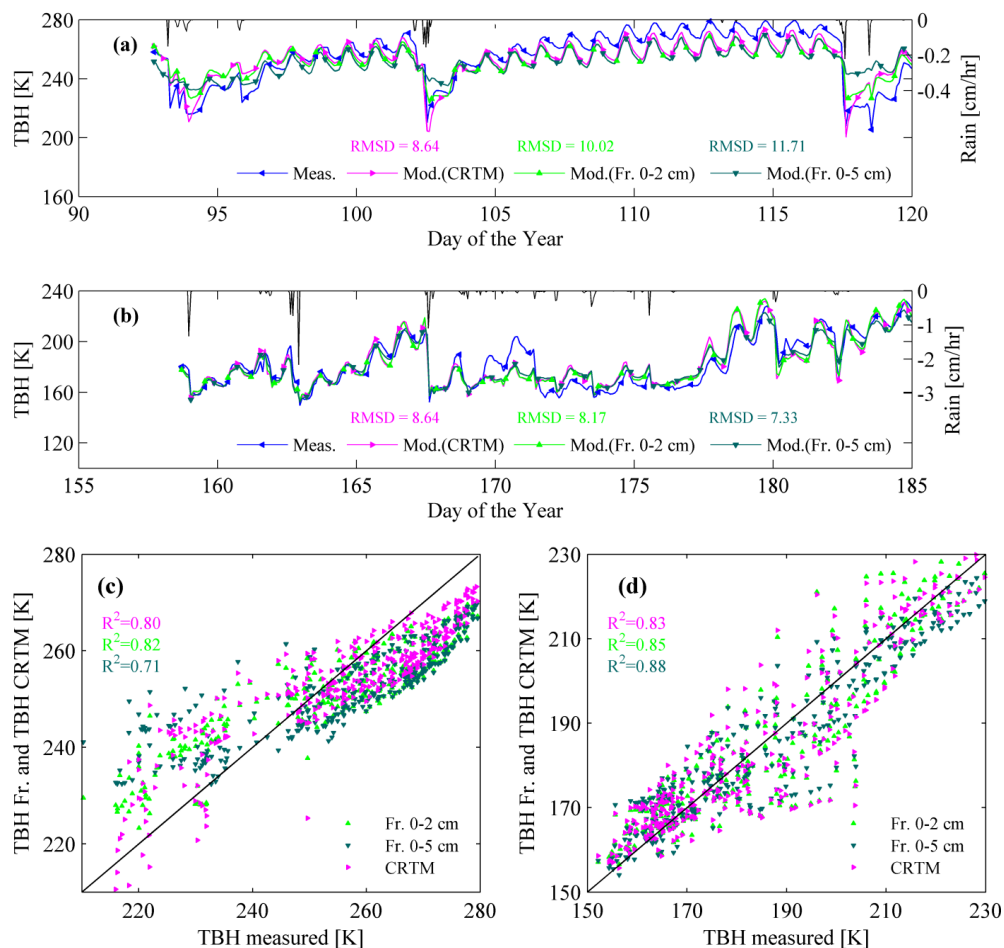 280
240
200
160
TBH [K]
(a)
0
-0.2
-0.4
Rain [cm/hr]
RMSD = 8.64 RMSD = 10.02 RMSD = 11.71
Meas. Mod.(CRTM) Mod.(Fr. 0-2 cm) Mod.(Fr. 0-5 cm)
90 95 100 105 110 115 120
Day of the Year
240
200
160
120
TBH [K]
(b)
0
-1
-2
-3
Rain [cm/hr]
RMSD = 8.64 RMSD = 8.17 RMSD = 7.33
Meas. Mod.(CRTM) Mod.(Fr. 0-2 cm) Mod.(Fr. 0-5 cm)
155 160 165 170 175 180 185
Day of the Year
280
260
240
220
TBH Fr. and TBH CRTM [K]
(c)
R²=0.80
R²=0.82
R²=0.71
Fr. 0-2 cm
Fr. 0-5 cm
CRTM
220 240 260 280
TBH measured [K]
230
210
190
170
150
TBH Fr. and TBH CRTM [K]
(d)
R²=0.83
R²=0.85
R²=0.88
Fr. 0-2 cm
Fr. 0-5 cm
CRTM
150 170 190 210 230
TBH measured [K]